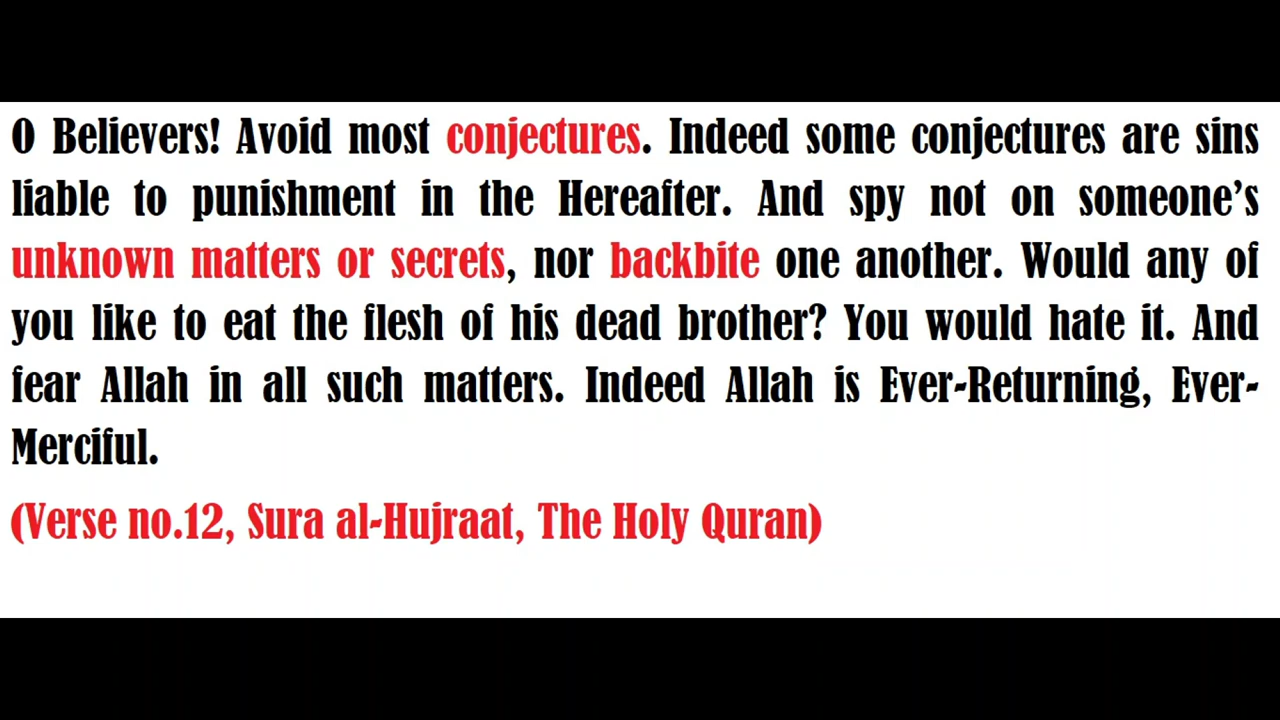 O Believers! Avoid most conjectures. Indeed some conjectures are sins
liable to punishment in the Hereafter. And spy not on someone’s
unknown matters or secrets, nor backbite one another. Would any of
you like to eat the flesh of his dead brother? You would hate it. And
fear Allah in all such matters. Indeed Allah is Ever-Returning, Ever-
Merciful.
(Verse no.12, Sura al-Hujraat, The Holy Quran)